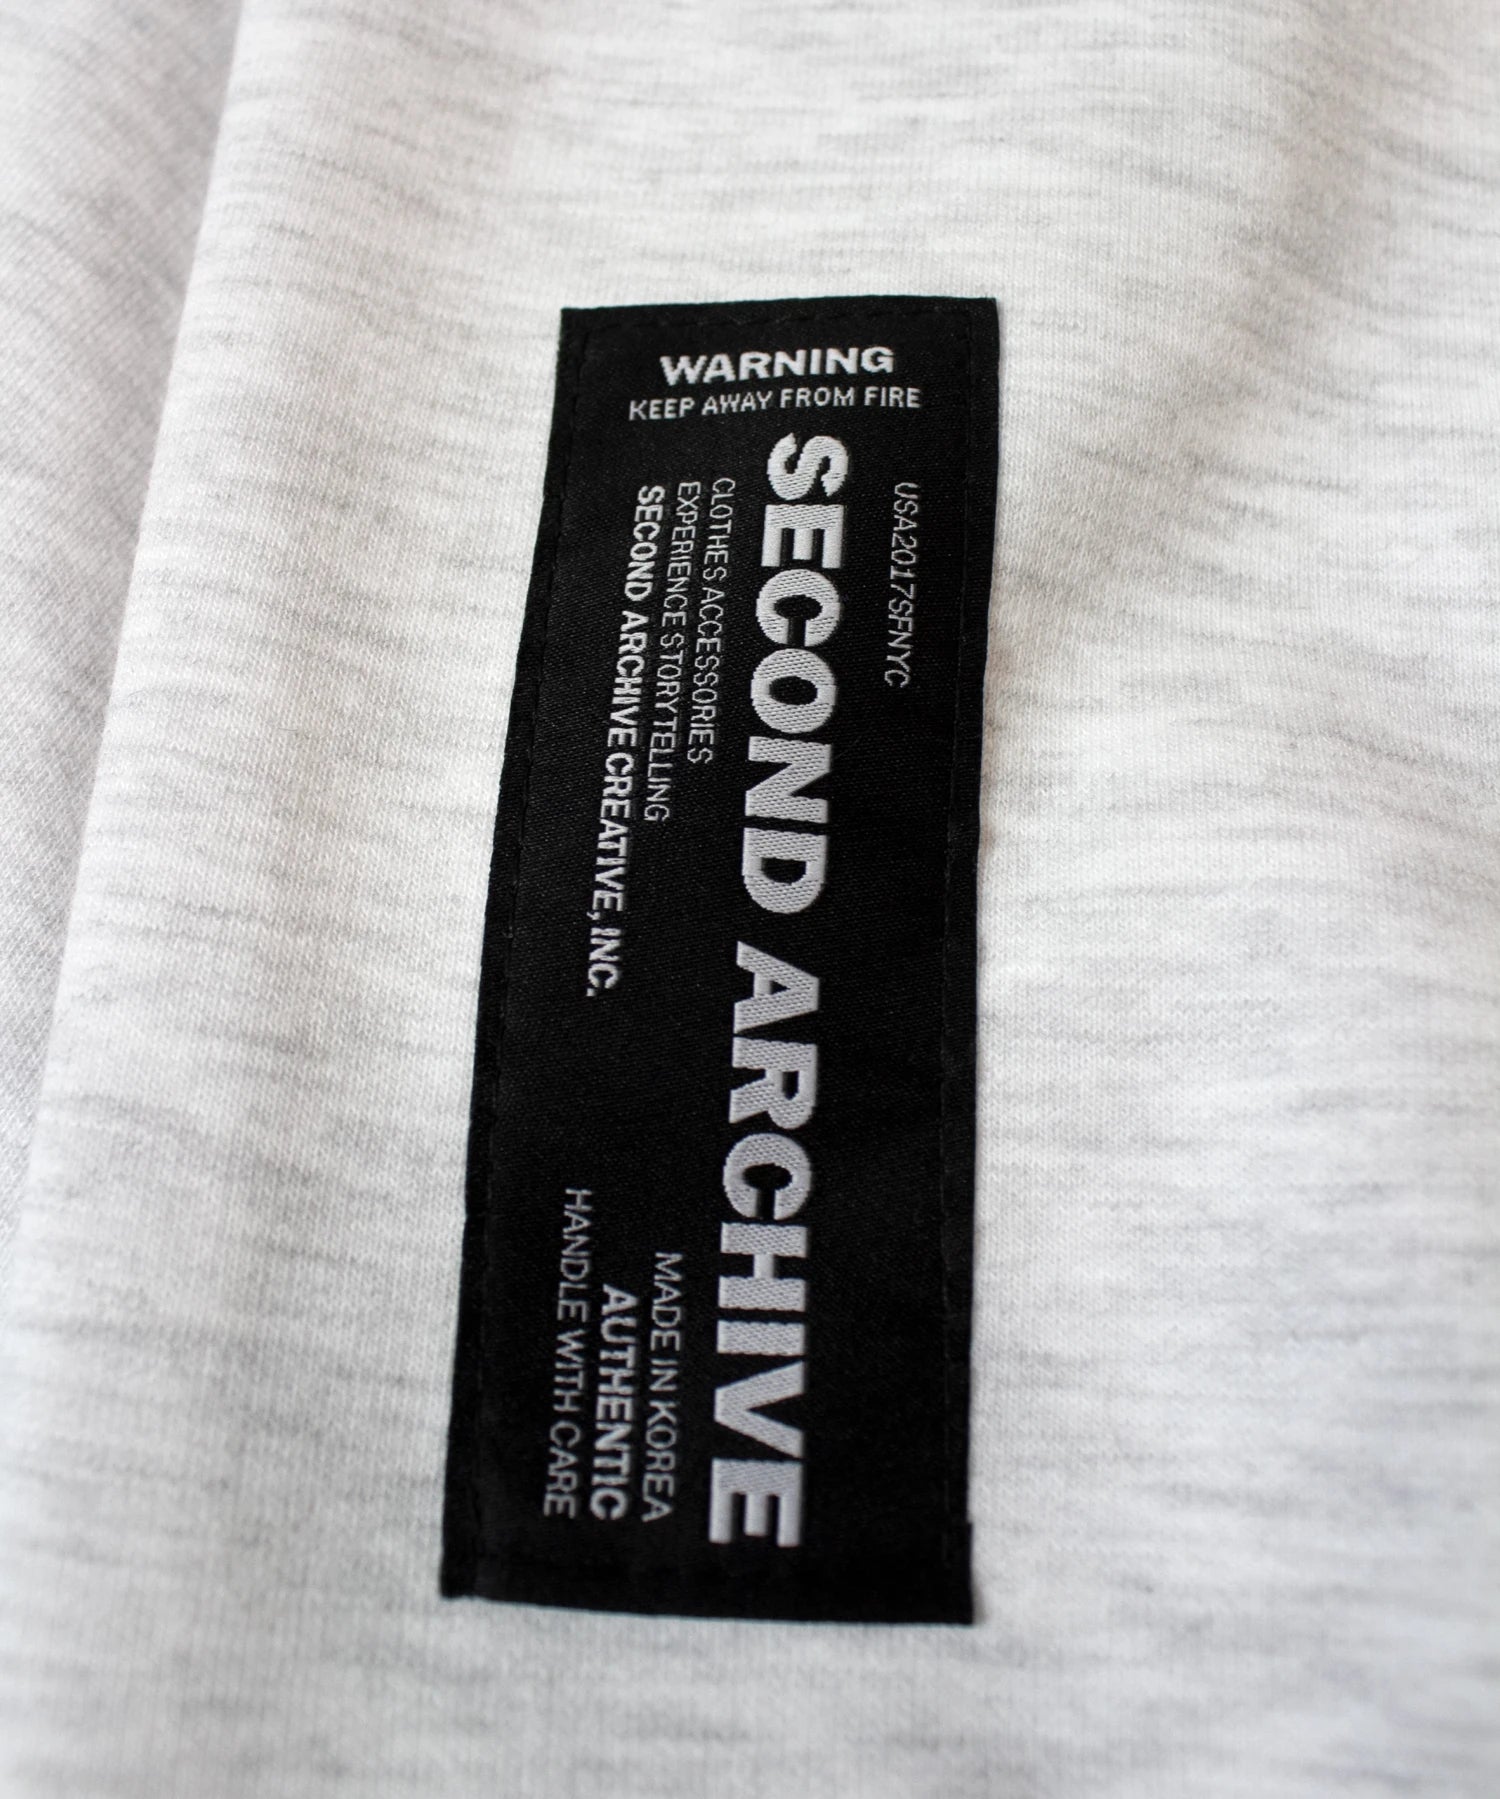 WARNING
KEEP AWAY FROM FIRE
USA2017SFNYC
SECOND ARCHIVE
CLOTHES ACCESSORIES
EXPERIENCE STORYTELLING
SECOND ARCHIVE CREATIVE, INC.
MADE IN KOREA
AUTHENTIC
HANDLE WITH CARE